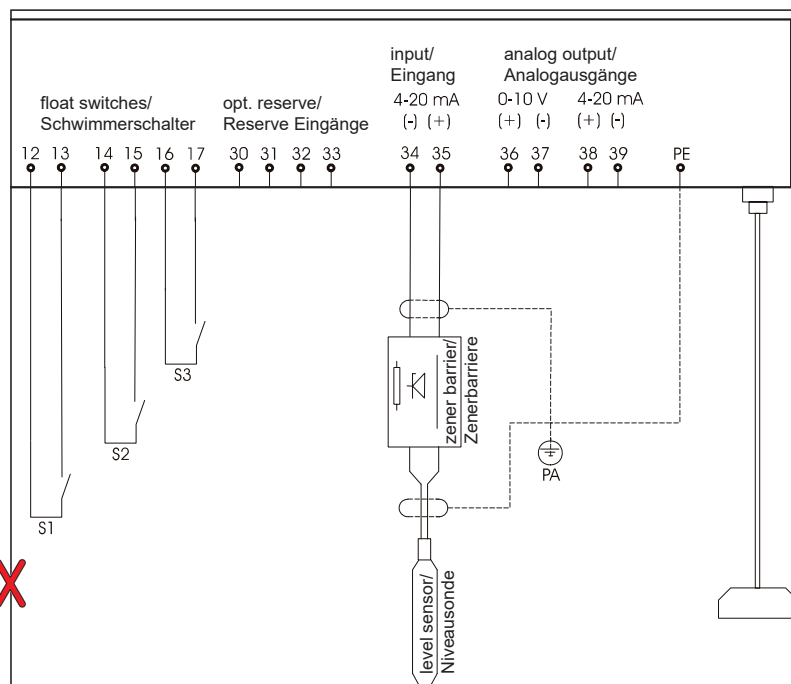 input/
Eingang
4-20 mA
(-) (+)
analog output/
Analogausgänge
0-10 V 4-20 mA
(+) (-) (+) (-)
float switches/
Schwimmerschalter
opt. reserve/
Reserve Eingänge
12 13 14 15 16 17 30 31 32 33 34 35 36 37 38 39 PE
S3
zener barrier/
Zenerbarriere
S2
PA
S1
level sensor/
Niveausonde